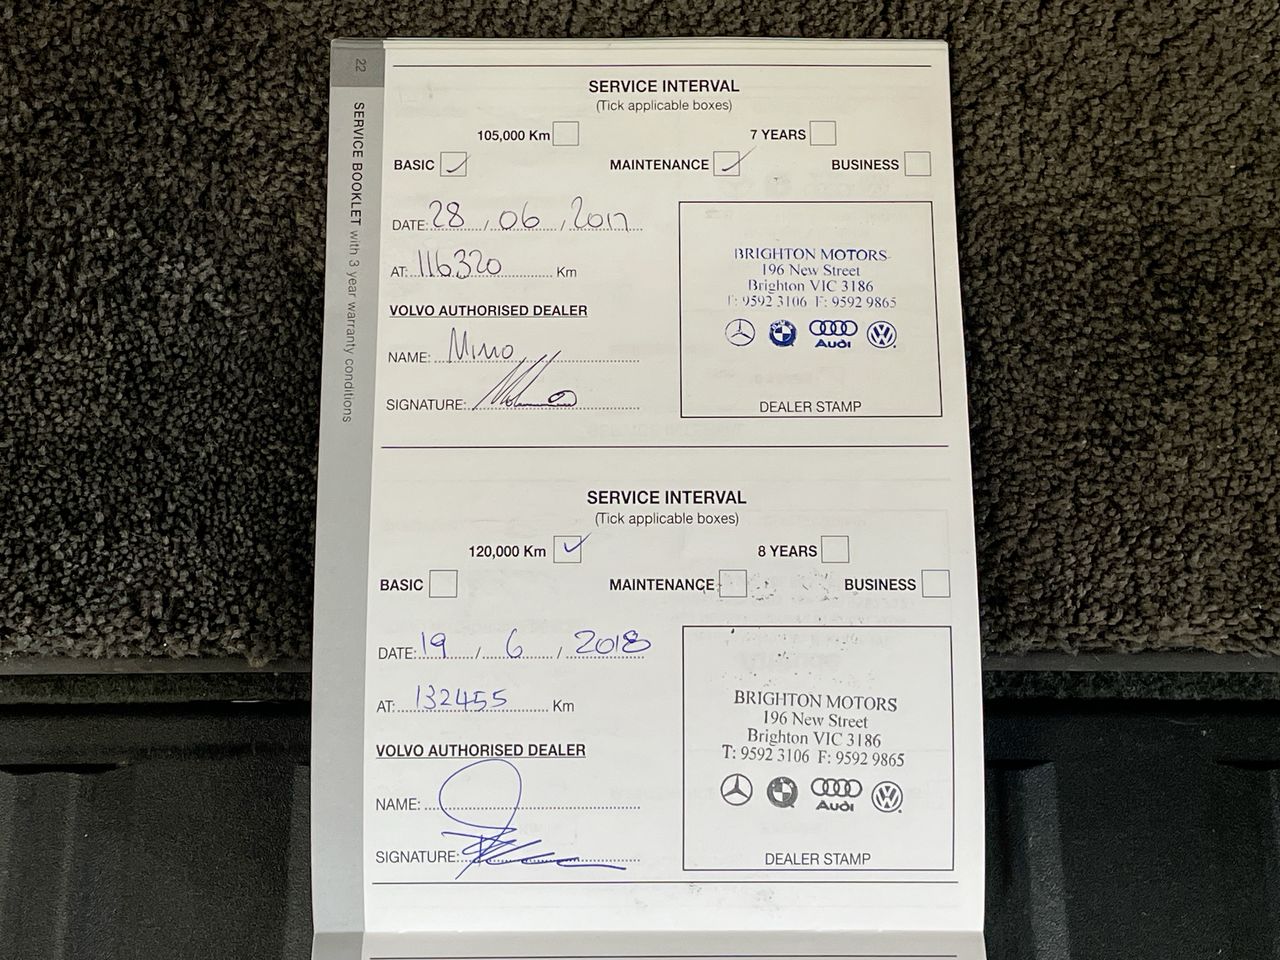 22
SERVICE BOOKLET with 3 year warranty conditions
SERVICE INTERVAL
(Tick applicable boxes)
105,000 Km 7 YEARS
BASIC MAINTENANCE BUSINESS
DATE: 28 / 06 / 2017
AT: 116320 Km
VOLVO AUTHORISED DEALER
NAME: Mimo
SIGNATURE:
BRIGHTON MOTORS
196 New Street
Brighton VIC 3186
T: 9592 3106 F: 9592 9865
Audi
DEALER STAMP
SERVICE INTERVAL
(Tick applicable boxes)
120,000 Km 8 YEARS
BASIC MAINTENANCE BUSINESS
DATE: 19 / 6 / 2018
AT: 132455 Km
VOLVO AUTHORISED DEALER
NAME:
SIGNATURE:
BRIGHTON MOTORS
196 New Street
Brighton VIC 3186
T: 9592 3106 F: 9592 9865
Audi
DEALER STAMP